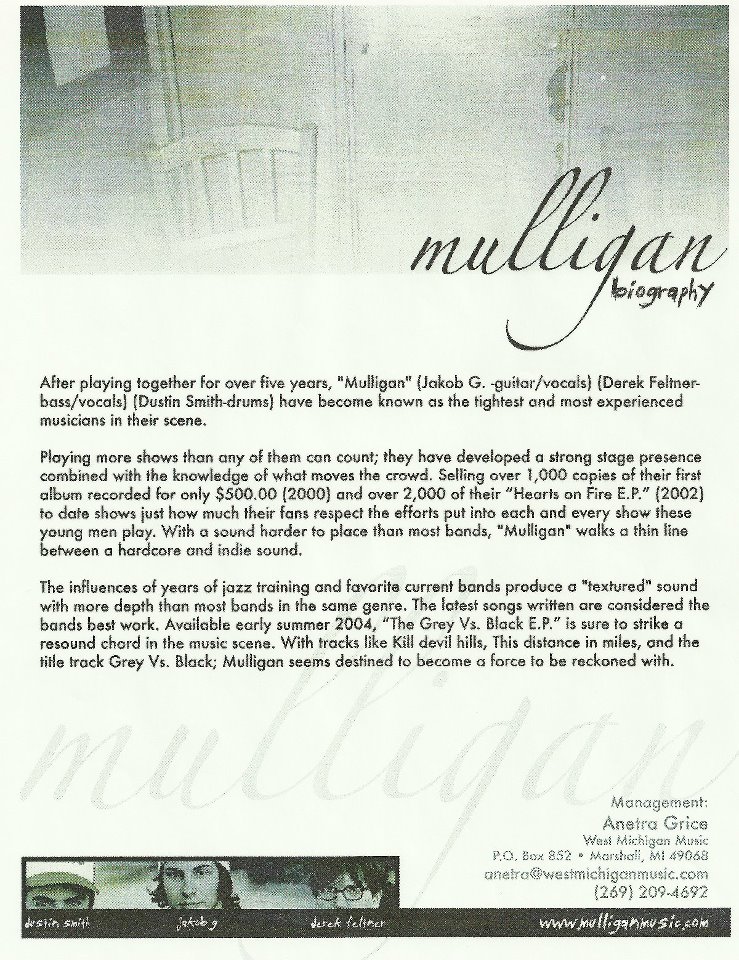 mulligan
biography
After playing together for over five years, "Mulligan" (Jakob G. -guitar/vocals) (Derek Feltner-
bass/vocals) (Dustin Smith-drums) have become known as the tightest and most experienced
musicians in their scene.
Playing more shows than any of them can count; they have developed a strong stage presence
combined with the knowledge of what moves the crowd. Selling over 1,000 copies of their first
album recorded for only $500.00 (2000) and over 2,000 of their “Hearts on Fire E.P.” (2002)
to date shows just how much their fans respect the efforts put into each and every show these
young men play. With a sound harder to place than most bands, "Mulligan" walks a thin line
between a hardcore and indie sound.
The influences of years of jazz training and favorite current bands produce a "textured" sound
with more depth than most bands in the same genre. The latest songs written are considered the
bands best work. Available early summer 2004, “The Grey Vs. Black E.P.” is sure to strike a
resound chord in the music scene. With tracks like Kill devil hills, This distance in miles, and the
title track Grey Vs. Black; Mulligan seems destined to become a force to be reckoned with.
mulligan
Management:
Anetra Grice
West Michigan Music
P.O. Box 852 • Marshall, MI 49068
anetra@westmichiganmusic.com
(269) 209-4692
dustin smith jakob g derek feltner www.mulliganmusic.com